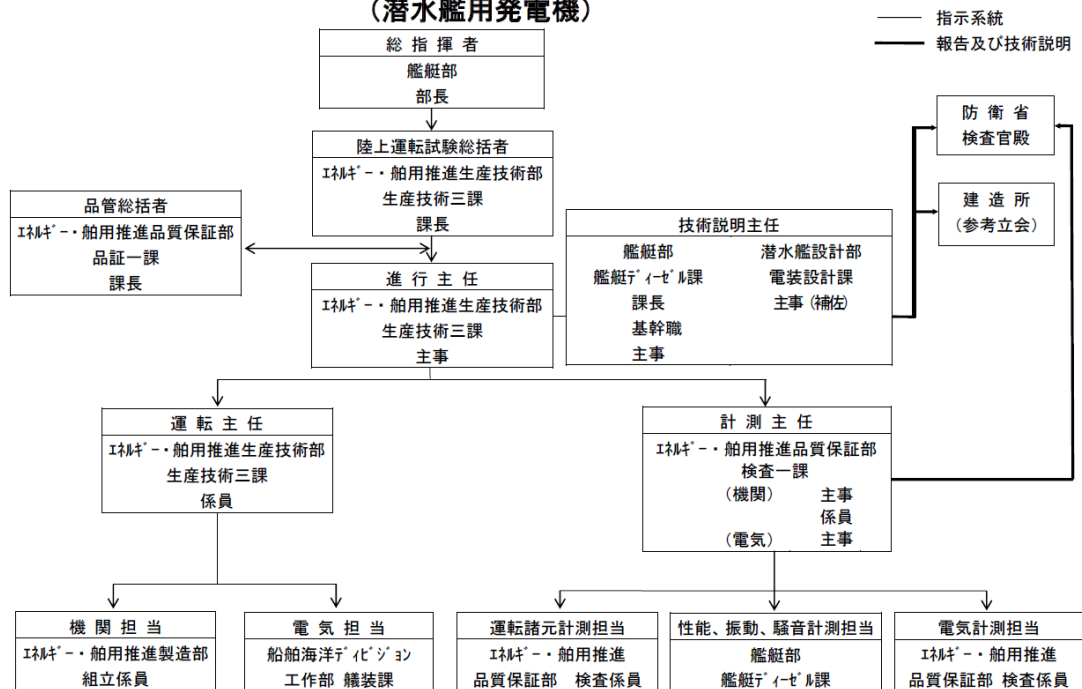 （潜水艦用発電機）
指示系統
報告及び技術説明
総 指 揮 者
艦艇部
部長
陸上運転試験総括者
ｴﾈﾙｷﾞｰ・舶用推進生産技術部
生産技術三課
課長
品管総括者
ｴﾈﾙｷﾞｰ・舶用推進品質保証部
品証一課
課長
進 行 主 任
ｴﾈﾙｷﾞｰ・舶用推進生産技術部
生産技術三課
主事
技術説明主任
艦艇部 潜水艦設計部
艦艇ﾃﾞｨｰｾﾞﾙ課 電装設計課
課長 主事（補佐）
基幹職
主事
防 衛 省
検査官殿
建 造 所
（参考立会）
運 転 主 任
ｴﾈﾙｷﾞｰ・舶用推進生産技術部
生産技術三課
係員
計 測 主 任
ｴﾈﾙｷﾞｰ・舶用推進品質保証部
検査一課
（機関） 主事
係員
（電気） 主事
機 関 担 当
ｴﾈﾙｷﾞｰ・舶用推進製造部
組立係員
電 気 担 当
船舶海洋ﾃﾞｨﾋﾞｼﾞｮﾝ
工作部 艤装課
運転諸元計測担当
ｴﾈﾙｷﾞｰ・舶用推進
品質保証部 検査係員
性能、振動、騒音計測担当
艦艇部
艦艇ﾃﾞｨｰｾﾞﾙ課
電気計測担当
ｴﾈﾙｷﾞｰ・舶用推進
品質保証部 検査係員